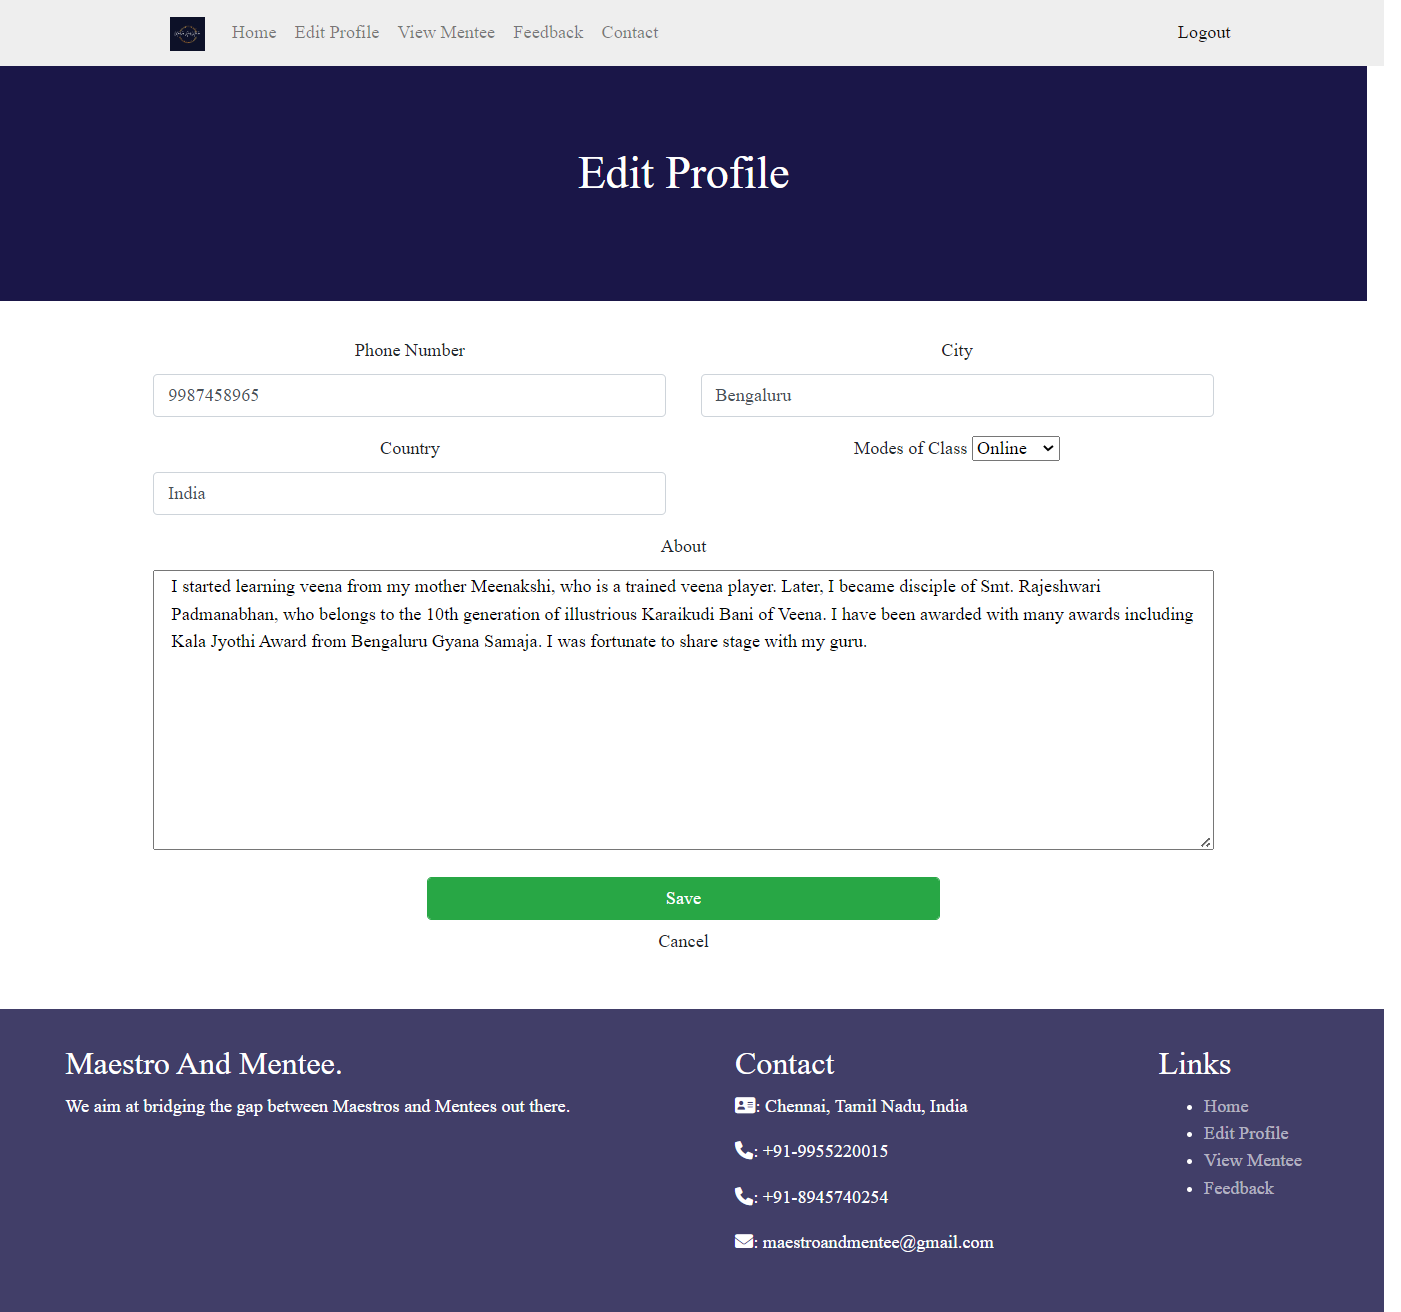 Home Edit Profile View Mentee Feedback Contact Logout
Edit Profile
Phone Number
9987458965
City
Bengaluru
Country
India
Modes of Class Online
About
I started learning veena from my mother Meenakshi, who is a trained veena player. Later, I became disciple of Smt. Rajeshwari
Padmanabhan, who belongs to the 10th generation of illustrious Karaikudi Bani of Veena. I have been awarded with many awards including
Kala Jyothi Award from Bengaluru Gyana Samaja. I was fortunate to share stage with my guru.
Save
Cancel
Maestro And Mentee.
We aim at bridging the gap between Maestros and Mentees out there.
Contact
: Chennai, Tamil Nadu, India
: +91-9955220015
: +91-8945740254
: maestroandmentee@gmail.com
Links
Home
Edit Profile
View Mentee
Feedback